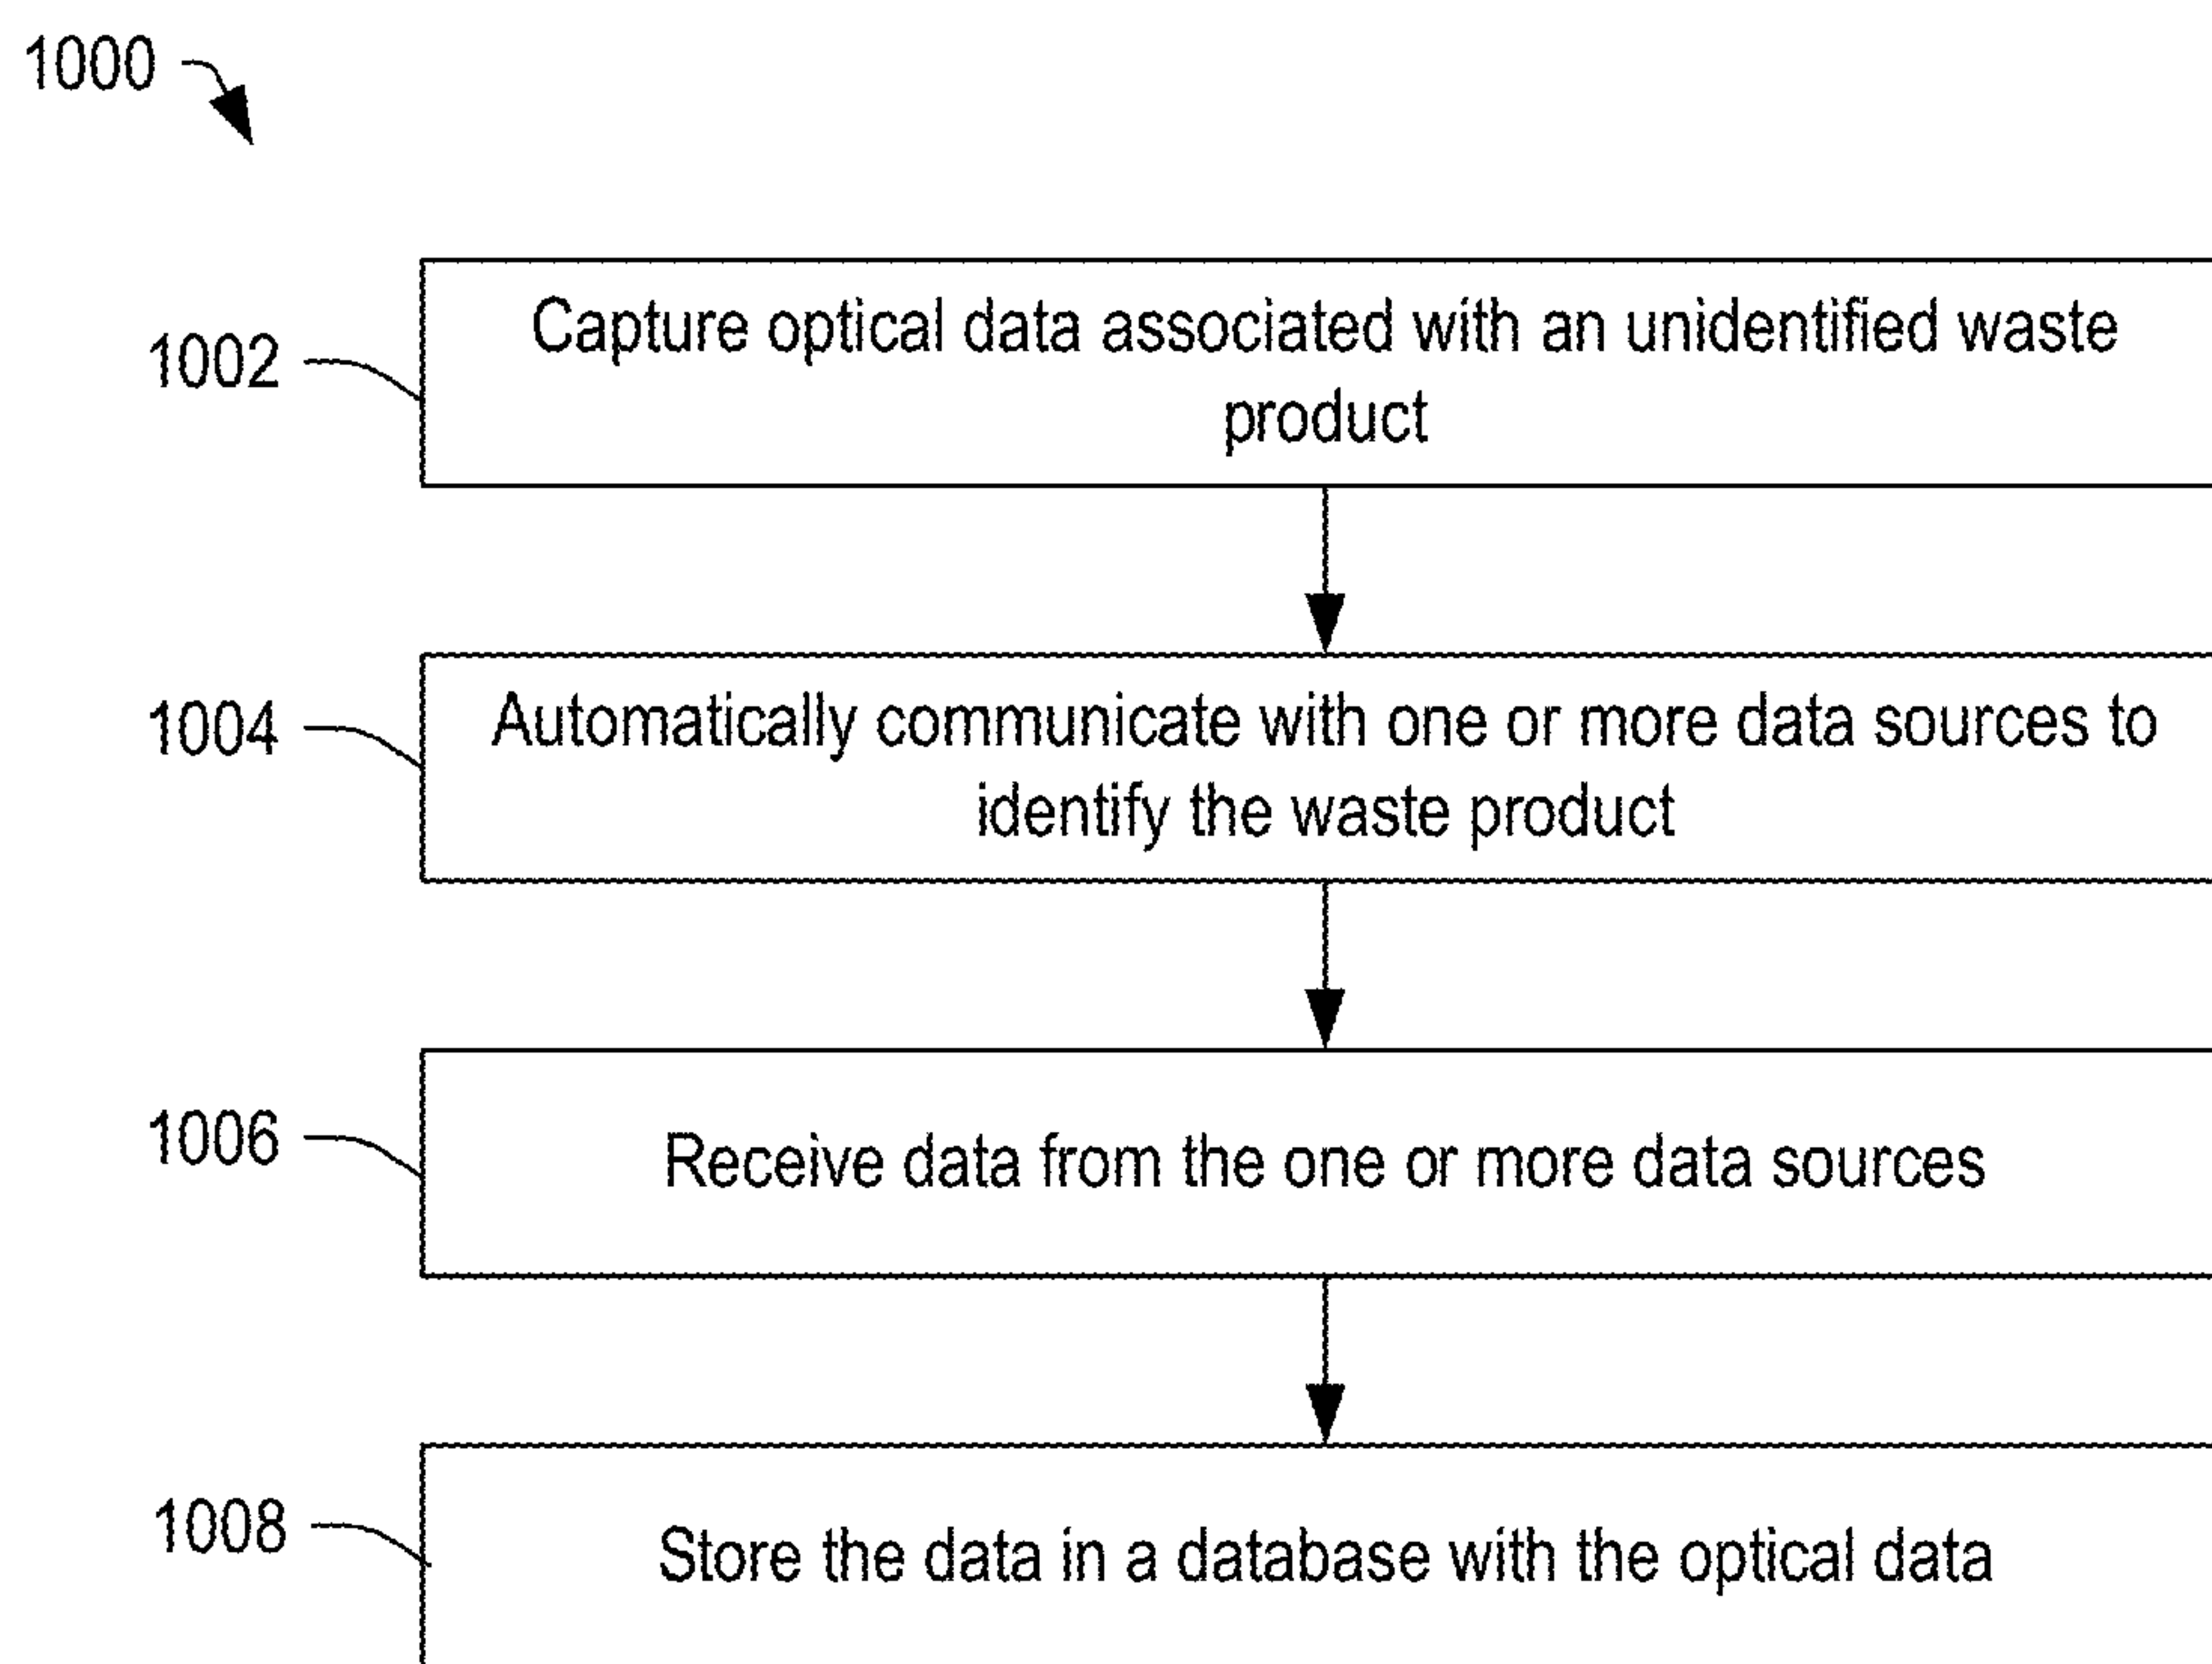 1000
1002
Capture optical data associated with an unidentified waste
product
1004
Automatically communicate with one or more data sources to
identify the waste product
1006
Receive data from the one or more data sources
1008
Store the data in a database with the optical data